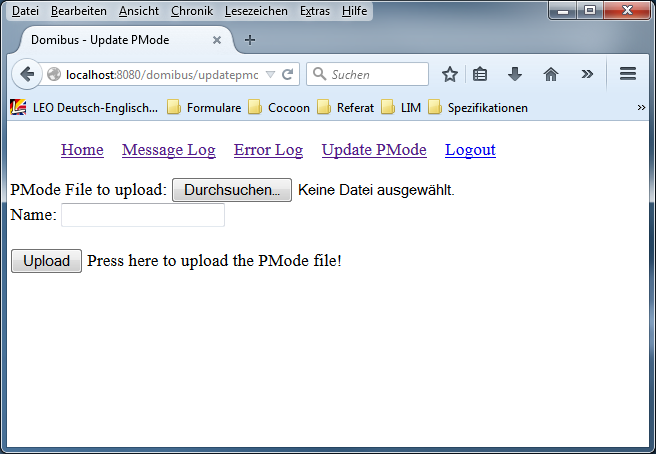 Datei Bearbeiten Ansicht Chronik Lesezeichen Extras Hilfe
Domibus - Update PMode
localhost:8080/domibus/updatepmo
Suchen
LEO Deutsch-Englisch... Formulare Cocoon Referat LIM Spezifikationen
Home Message Log Error Log Update PMode Logout
PMode File to upload: Durchsuchen... Keine Datei ausgewählt.
Name:
Upload Press here to upload the PMode file!